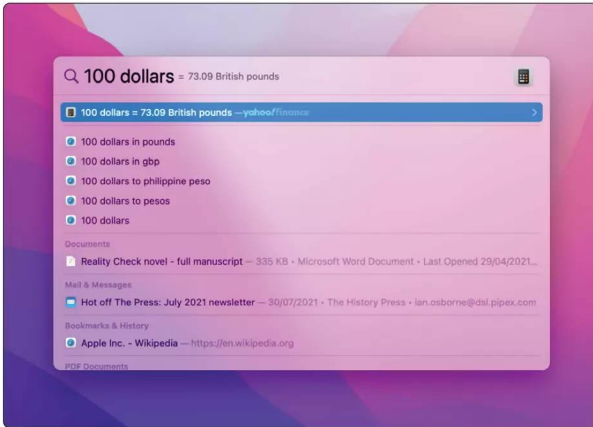 100 dollars = 73.09 British pounds
100 dollars = 73.09 British pounds — yahoo!finance
100 dollars in pounds
100 dollars in gbp
100 dollars to philippine peso
100 dollars to pesos
100 dollars
Documents
Reality Check novel - full manuscript — 335 KB • Microsoft Word Document • Last Opened 29/04/2021...
Mail & Messages
Hot off The Press: July 2021 newsletter — 30/07/2021 • The History Press • ian.osborne@dsl.pipex.com
Bookmarks & History
Apple Inc. - Wikipedia — https://en.wikipedia.org
PDF Documents